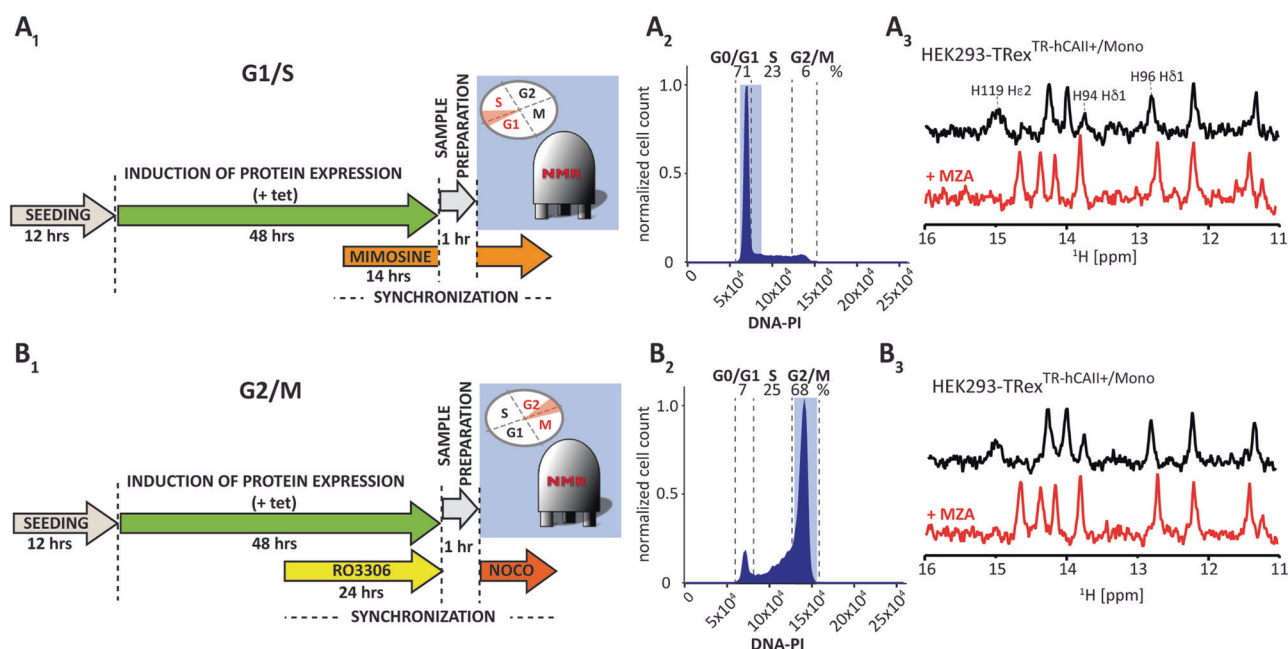 A1
G1/S
INDUCTION OF PROTEIN EXPRESSION
(+ tet)
SEEDING
12 hrs
48 hrs
MIMOSINE
14 hrs
SAMPLE
PREPARATION
1 hr
S
G2
G1
M
NMR
---- SYNCHRONIZATION ----
A2
G0/G1 S G2/M
71 23 6 %
normalized cell count
1.0
0.5
0
0
5x10⁴
10x10⁴
15x10⁴
20x10⁴
25x10⁴
DNA-PI
A3
HEK293-TRex^TR-hCAII+/Mono
H119 Hε2
H94 Hδ1
H96 Hδ1
+ MZA
16 15 14 13 12 11
¹H [ppm]
B1
G2/M
INDUCTION OF PROTEIN EXPRESSION
(+ tet)
SEEDING
12 hrs
48 hrs
RO3306
24 hrs
SAMPLE
PREPARATION
1 hr
S
G2
G1
M
NMR
NOCO
---- SYNCHRONIZATION ----
B2
G0/G1 S G2/M
7 25 68 %
normalized cell count
1.0
0.5
0
0
5x10⁴
10x10⁴
15x10⁴
20x10⁴
25x10⁴
DNA-PI
B3
HEK293-TRex^TR-hCAII+/Mono
+ MZA
16 15 14 13 12 11
¹H [ppm]